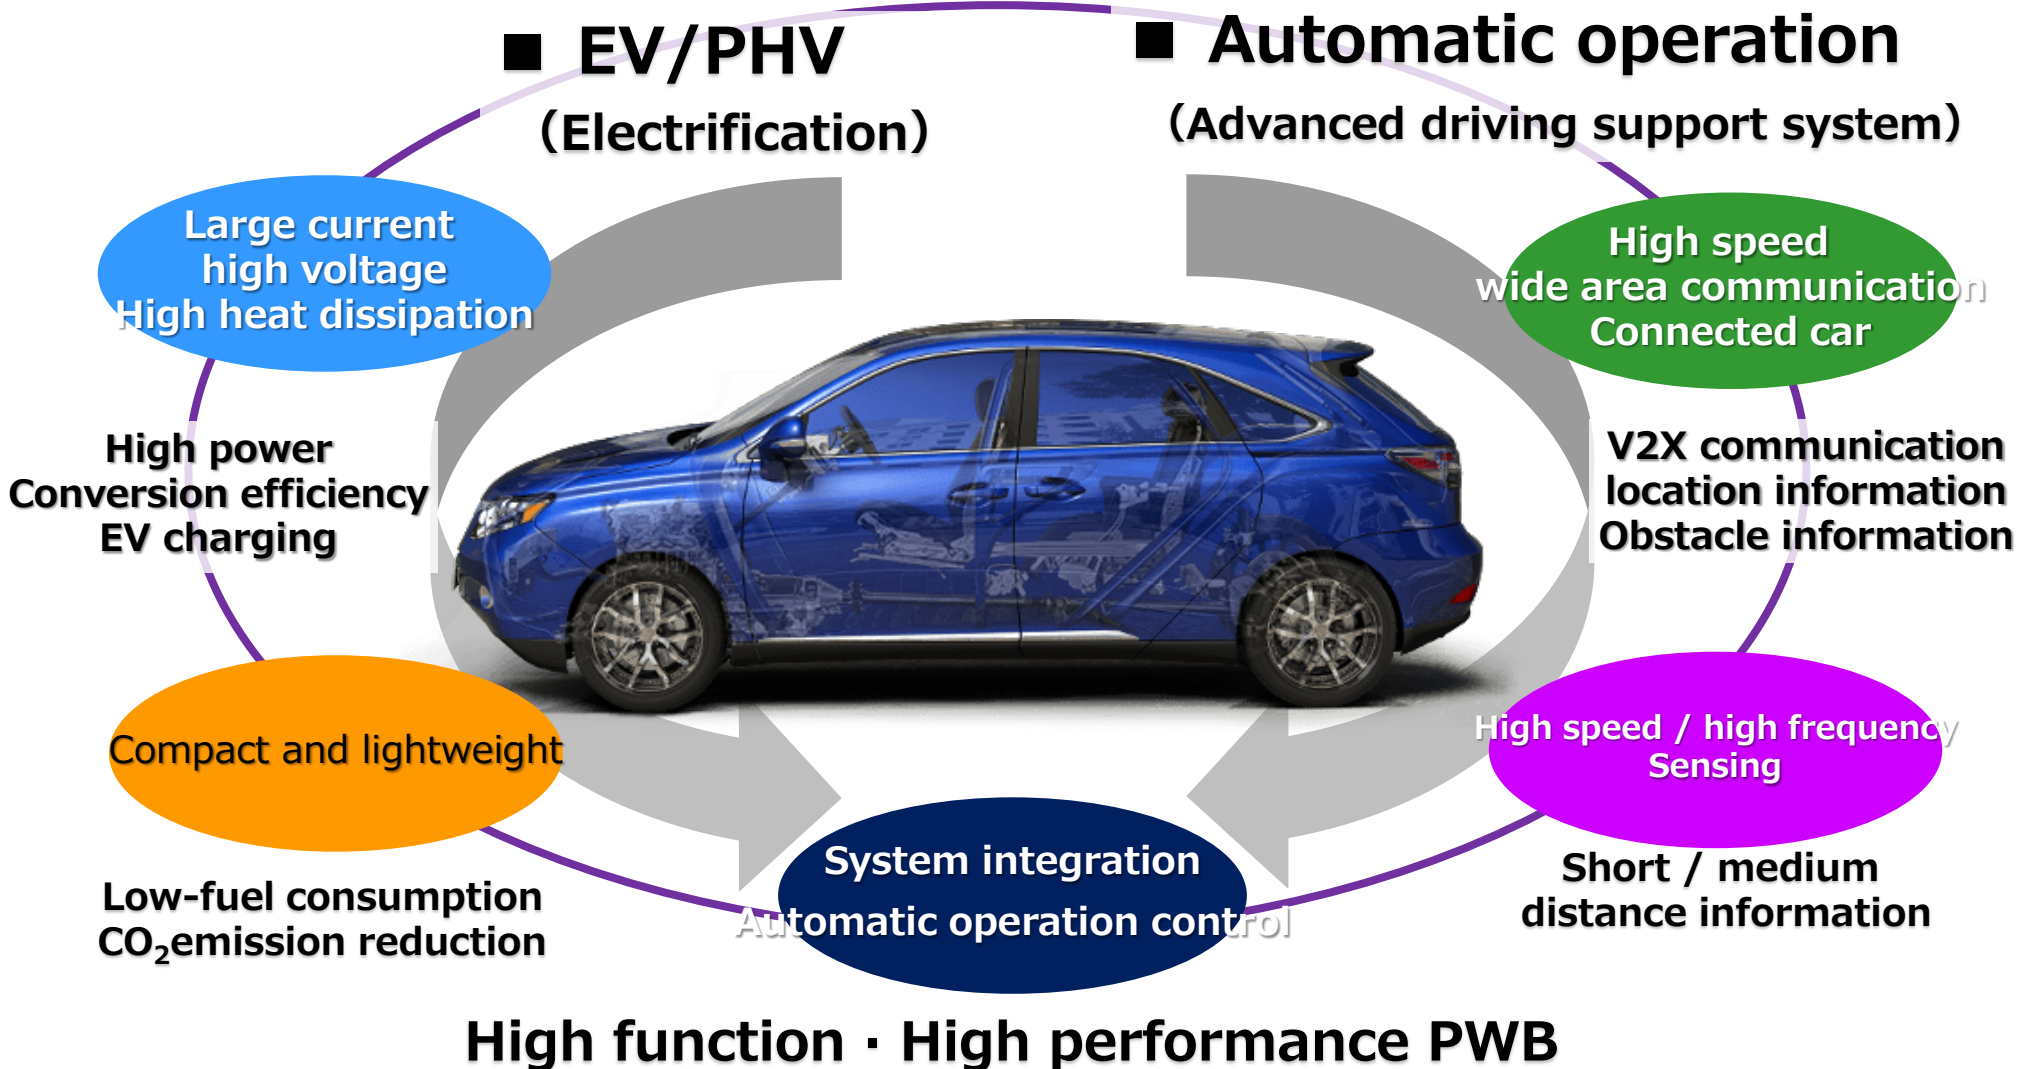 ■ EV/PHV
(Electrification)
■ Automatic operation
(Advanced driving support system)
Large current
high voltage
High heat dissipation
High speed
wide area communication
Connected car
High power
Conversion efficiency
EV charging
V2X communication
location information
Obstacle information
Compact and lightweight
High speed / high frequency
Sensing
Low-fuel consumption
CO₂emission reduction
System integration
Automatic operation control
Short / medium
distance information
High function · High performance PWB